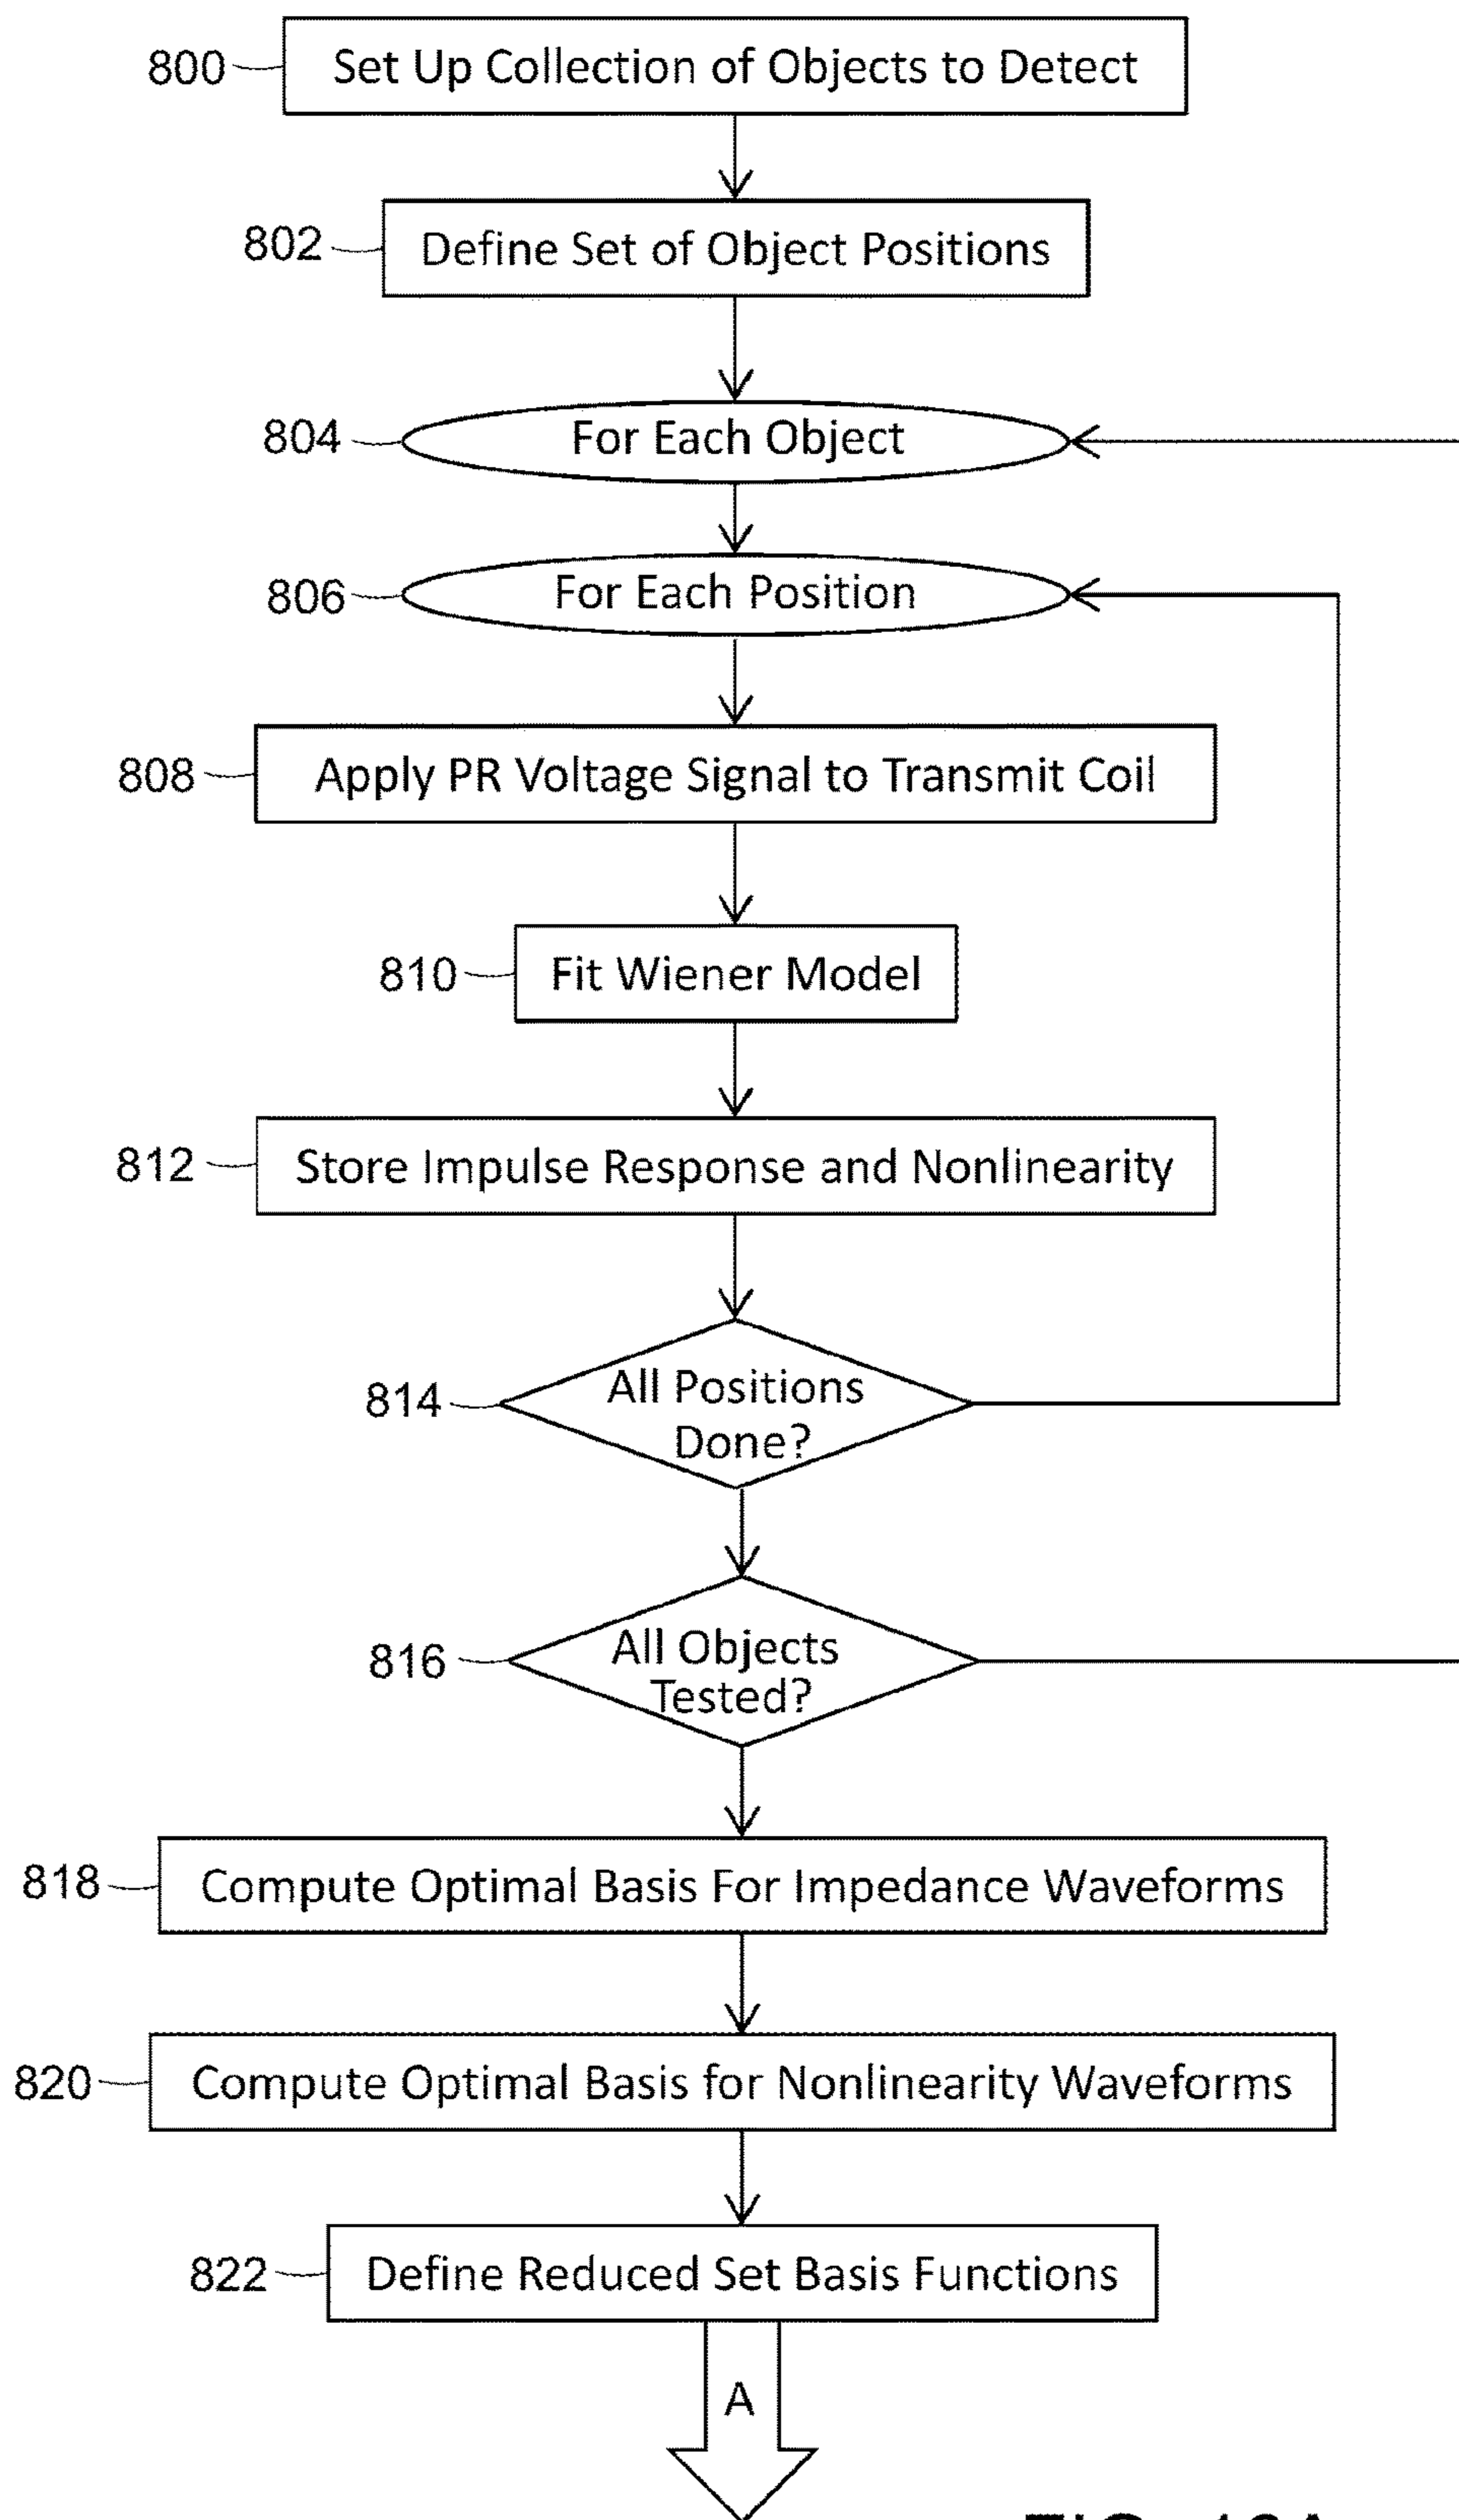 800 Set Up Collection of Objects to Detect
802 Define Set of Object Positions
804 For Each Object
806 For Each Position
808 Apply PR Voltage Signal to Transmit Coil
810 Fit Wiener Model
812 Store Impulse Response and Nonlinearity
814 All Positions
Done?
816 All Objects
Tested?
818 Compute Optimal Basis For Impedance Waveforms
820 Compute Optimal Basis for Nonlinearity Waveforms
822 Define Reduced Set Basis Functions
A